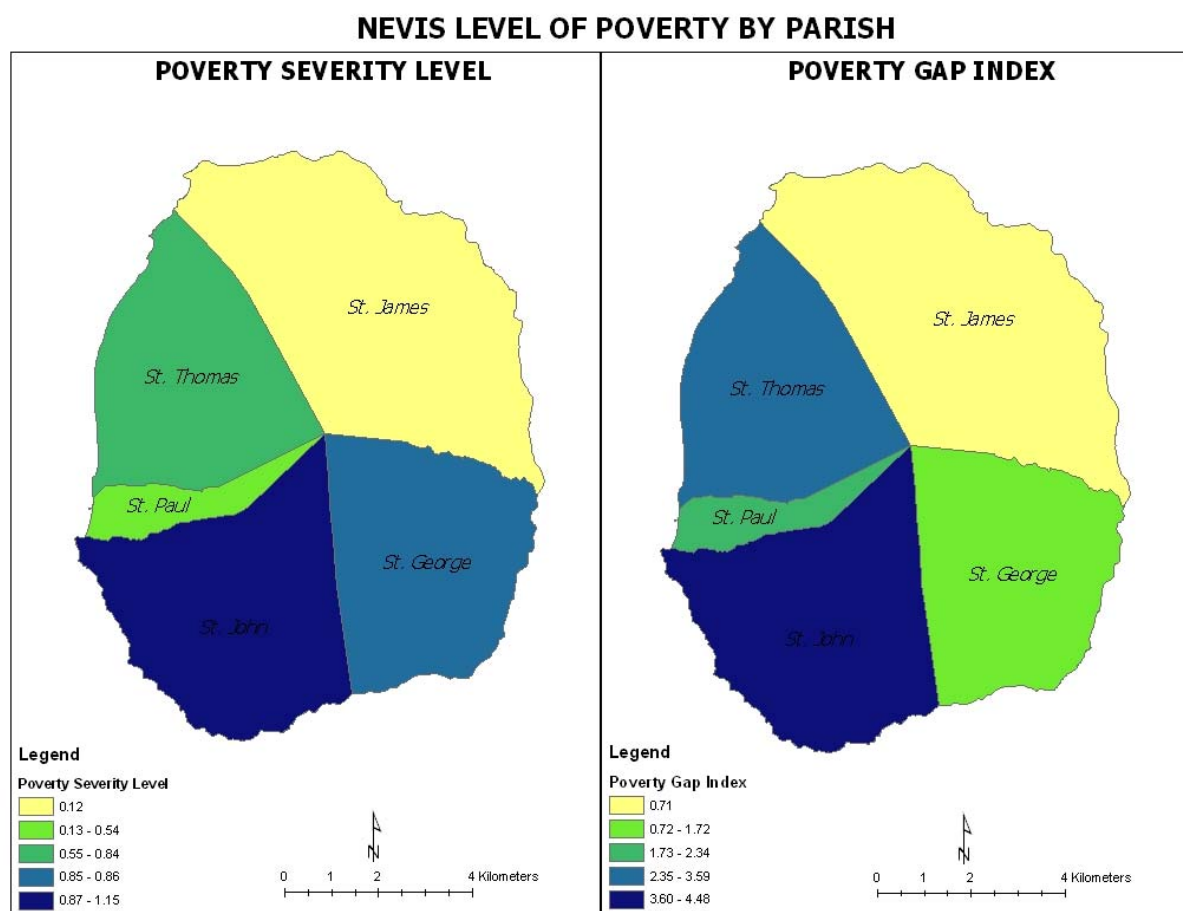 NEVIS LEVEL OF POVERTY BY PARISH
POVERTY SEVERITY LEVEL
St. James
St. Thomas
St. Paul
St. George
St. John
Legend
Poverty Severity Level
0.12
0.13 - 0.54
0.55 - 0.84
0.85 - 0.86
0.87 - 1.15
N
0 1 2 4 Kilometers
POVERTY GAP INDEX
St. James
St. Thomas
St. Paul
St. George
St. John
Legend
Poverty Gap Index
0.71
0.72 - 1.72
1.73 - 2.34
2.35 - 3.59
3.60 - 4.48
N
0 1 2 4 Kilometers